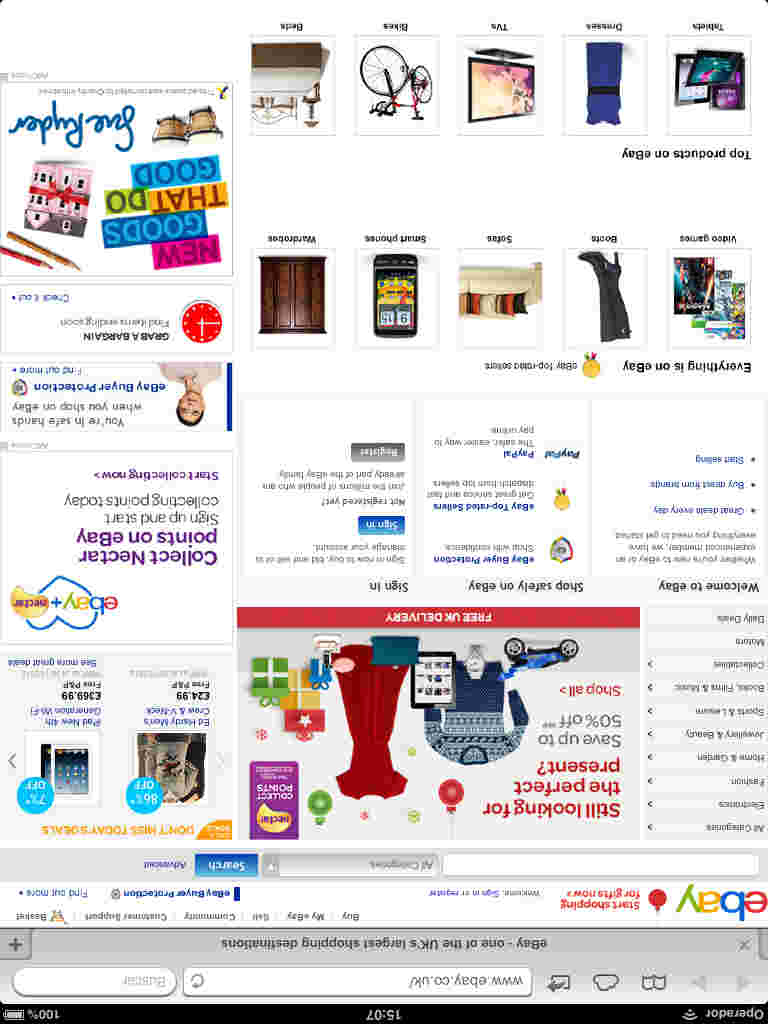 Operador
15:07
100%
www.ebay.co.uk/
Buscar
eBay - one of the UK's largest shopping destinations
ebay
Start shopping
for gifts now >
Welcome, Sign in or register
eBay Buyer Protection
Find out more
Buy
My eBay
Sell
Community
Customer Support
Basket
All Categories
Search
Advanced
All Categories
Electronics
Fashion
Home & Garden
Jewellery & Beauty
Sports & Leisure
Books, Films & Music
Collectables
Motors
Daily Deals
Still looking for
the perfect
present?
Save up to
50% off
Shop all >
nectar
COLLECT
POINTS
FREE UK DELIVERY
DON'T MISS TODAY'S DEALS
86%*
OFF
7%*
OFF
Ed Hardy Men's
Crew & V-Neck
£24.99
Free P&P
iPad New 4th
Generation Wi-Fi
£369.99
Free P&P
See more great deals
Welcome to eBay
Whether you're new to eBay or an
experienced member, we have
everything you need to get started.
Great deals every day
Buy direct from brands
Start selling
Shop safely on eBay
eBay Buyer Protection
Shop with confidence.
eBay Top-rated Sellers
Great service and fast
dispatch from top sellers
PayPal
PayPal
The safer, easier way to
pay online
Sign in
Sign in now to buy, bid and sell or to
manage your account.
Sign in
Not registered yet?
Join the millions of people who are
already part of the eBay family
Register
ebay+
nectar
Collect Nectar
points on eBay
Sign up and start
collecting points today
Start collecting now >
You're in safe hands
when you shop on eBay
eBay Buyer Protection
Find out more
GRAB A BARGAIN
Find items ending soon
Check it out
NEW
GOODS
THAT DO
GOOD
Sue Ryder
Everything is on eBay
eBay Top-rated sellers
Video games
Boots
Sofas
Smart phones
Wardrobes
Top products on eBay
Tablets
Dresses
TVs
Bikes
Beds